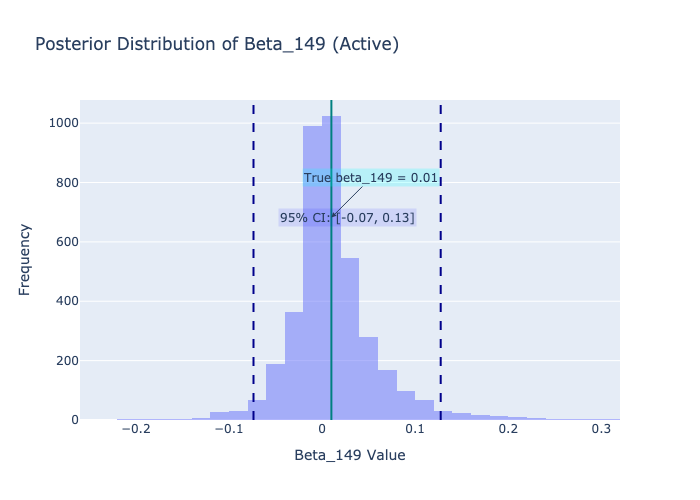 Posterior Distribution of Beta_149 (Active)
1000
800
600
400
200
0
Frequency
True beta_149 = 0.01
95% CI: [-0.07, 0.13]
−0.2
−0.1
0
0.1
0.2
0.3
Beta_149 Value